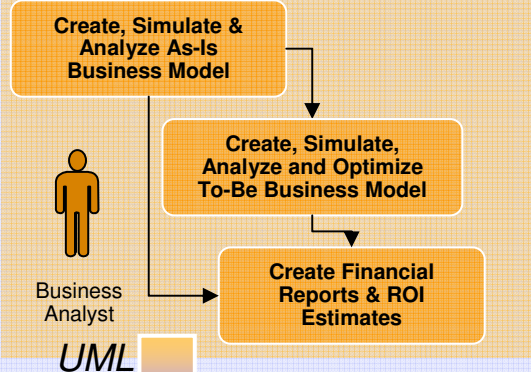 Create, Simulate &
Analyze As-Is
Business Model
Create, Simulate,
Analyze and Optimize
To-Be Business Model
Create Financial
Reports & ROI
Estimates
Business
Analyst
UML